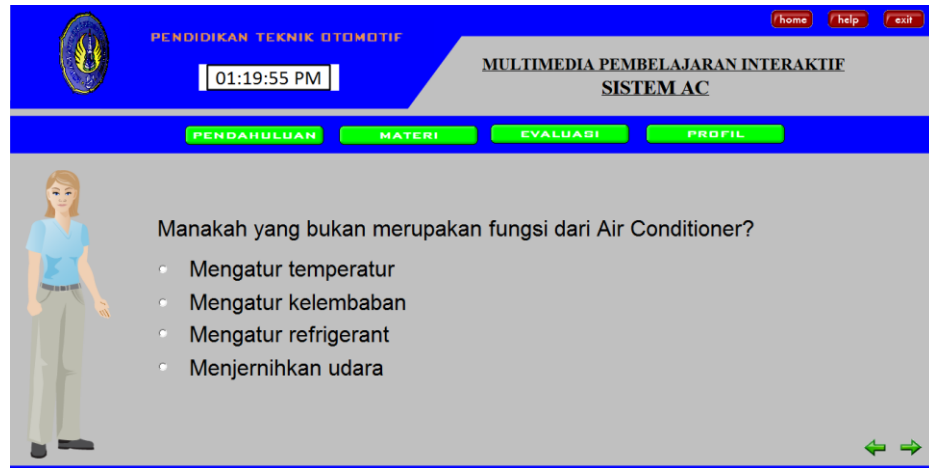 home help exit
PENDIDIKAN TEKNIK OTOMOTIF
01:19:55 PM
MULTIMEDIA PEMBELAJARAN INTERAKTIF
SISTEM AC
PENDAHULUAN MATERI EVALUASI PROFIL
Manakah yang bukan merupakan fungsi dari Air Conditioner?
Mengatur temperatur
Mengatur kelembaban
Mengatur refrigerant
Menjernihkan udara